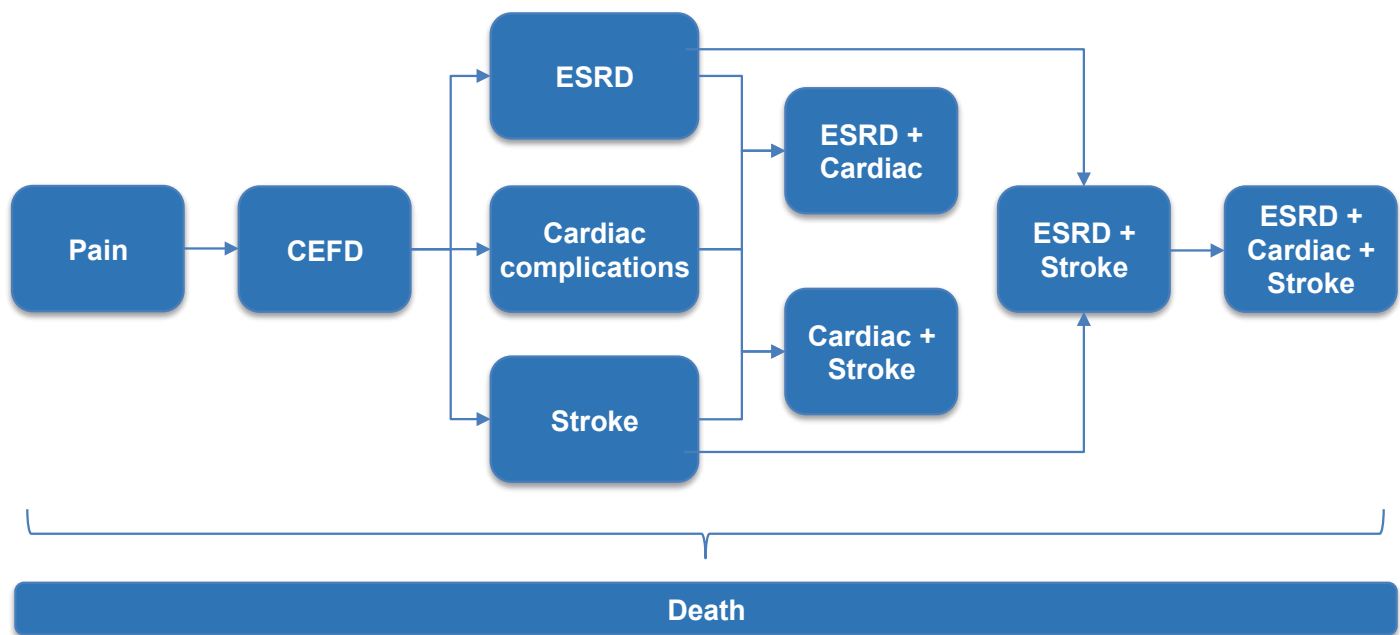 Pain
CEFD
ESRD
Cardiac
complications
Stroke
ESRD +
Cardiac
Cardiac +
Stroke
ESRD +
Stroke
ESRD +
Cardiac +
Stroke
Death